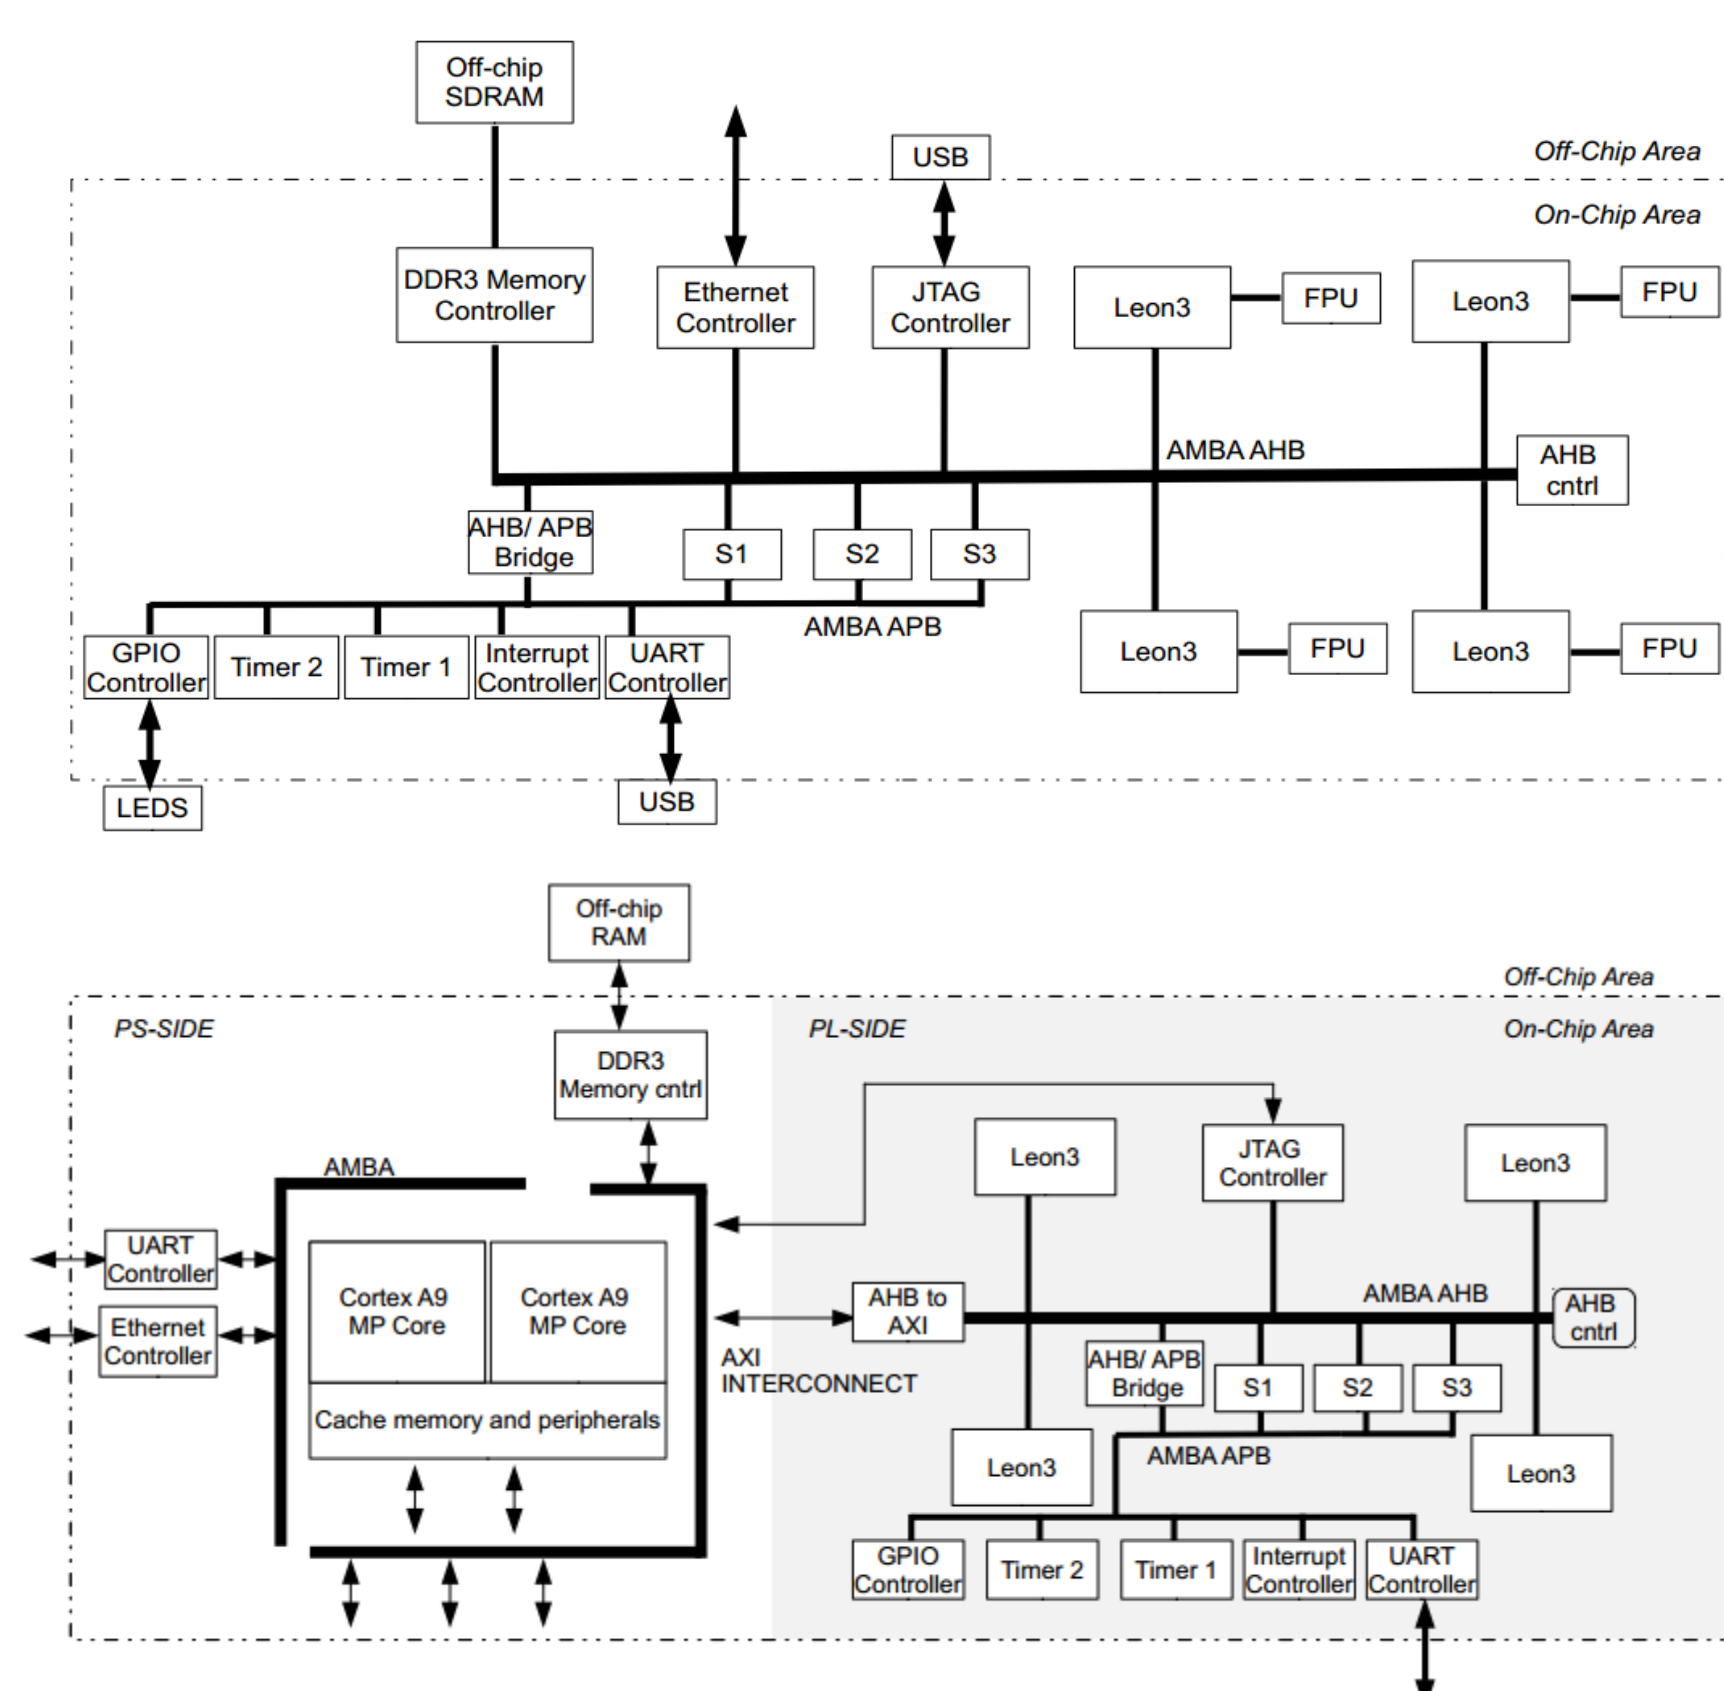 Off-chip
SDRAM
USB
Off-Chip Area
On-Chip Area
DDR3 Memory
Controller
Ethernet
Controller
JTAG
Controller
Leon3
FPU
Leon3
FPU
AMBA AHB
AHB
cntrl
AHB/ APB
Bridge
S1
S2
S3
AMBA APB
GPIO
Controller
Timer 2
Timer 1
Interrupt
Controller
UART
Controller
Leon3
FPU
Leon3
FPU
LEDS
USB
Off-chip
RAM
Off-Chip Area
PS-SIDE
PL-SIDE
On-Chip Area
DDR3
Memory cntrl
AMBA
UART
Controller
Ethernet
Controller
Cortex A9
MP Core
Cortex A9
MP Core
Cache memory and peripherals
AXI
INTERCONNECT
Leon3
JTAG
Controller
Leon3
AHB to
AXI
AMBA AHB
AHB
cntrl
AHB/ APB
Bridge
S1
S2
S3
AMBA APB
Leon3
Leon3
GPIO
Controller
Timer 2
Timer 1
Interrupt
Controller
UART
Controller